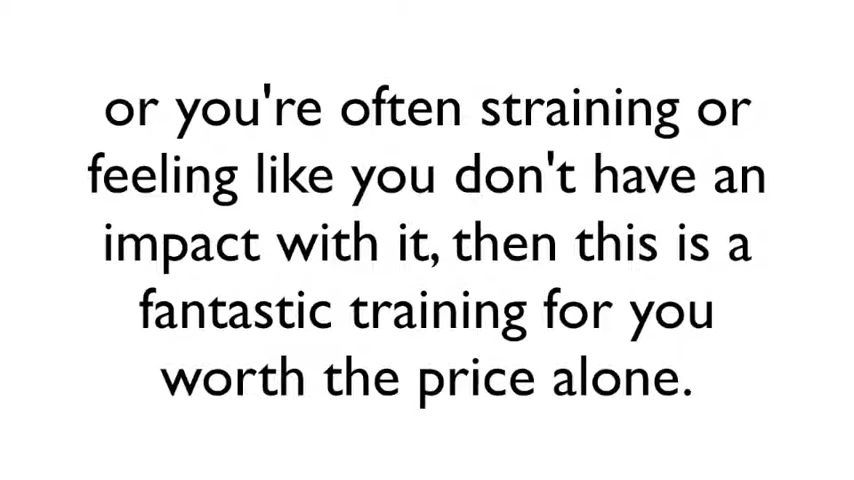 or you're often straining or
feeling like you don't have an
impact with it, then this is a
fantastic training for you
worth the price alone.